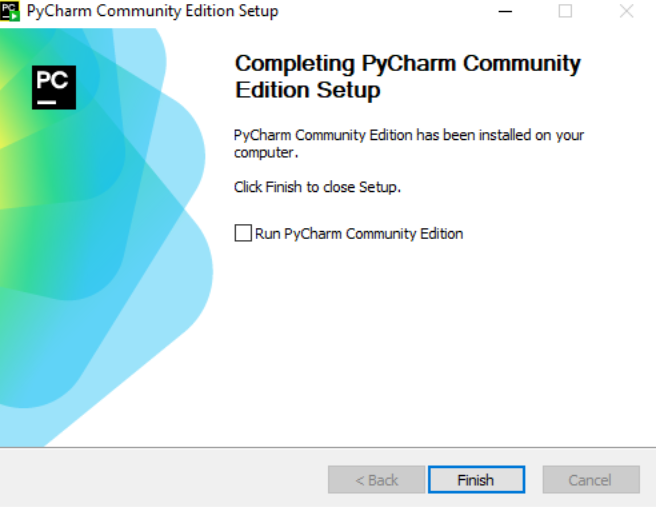 PyCharm Community Edition Setup
PC
Completing PyCharm Community
Edition Setup
PyCharm Community Edition has been installed on your
computer.
Click Finish to close Setup.
Run PyCharm Community Edition
< Back
Finish
Cancel